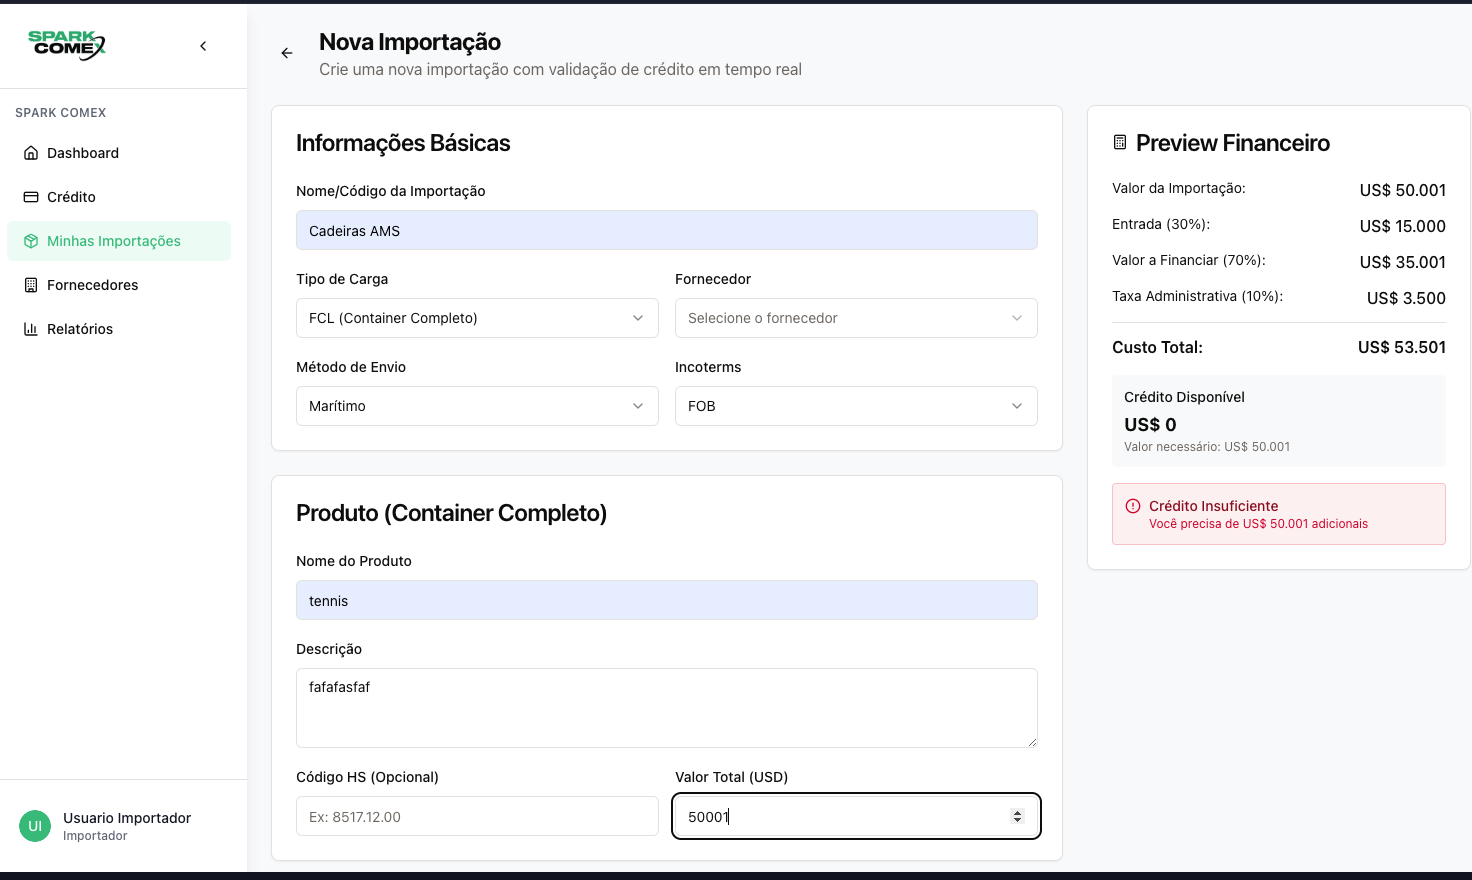 SPARK
COMEX
SPARK COMEX
Dashboard
Crédito
Minhas Importações
Fornecedores
Relatórios
UI
Usuario Importador
Importador
Nova Importação
Crie uma nova importação com validação de crédito em tempo real
Informações Básicas
Nome/Código da Importação
Cadeiras AMS
Tipo de Carga
FCL (Container Completo)
Fornecedor
Selecione o fornecedor
Método de Envio
Marítimo
Incoterms
FOB
Produto (Container Completo)
Nome do Produto
tennis
Descrição
fafafasfaf
Código HS (Opcional)
Ex: 8517.12.00
Valor Total (USD)
50001
Preview Financeiro
Valor da Importação: US$ 50.001
Entrada (30%): US$ 15.000
Valor a Financiar (70%): US$ 35.001
Taxa Administrativa (10%): US$ 3.500
Custo Total: US$ 53.501
Crédito Disponível
US$ 0
Valor necessário: US$ 50.001
Crédito Insuficiente
Você precisa de US$ 50.001 adicionais